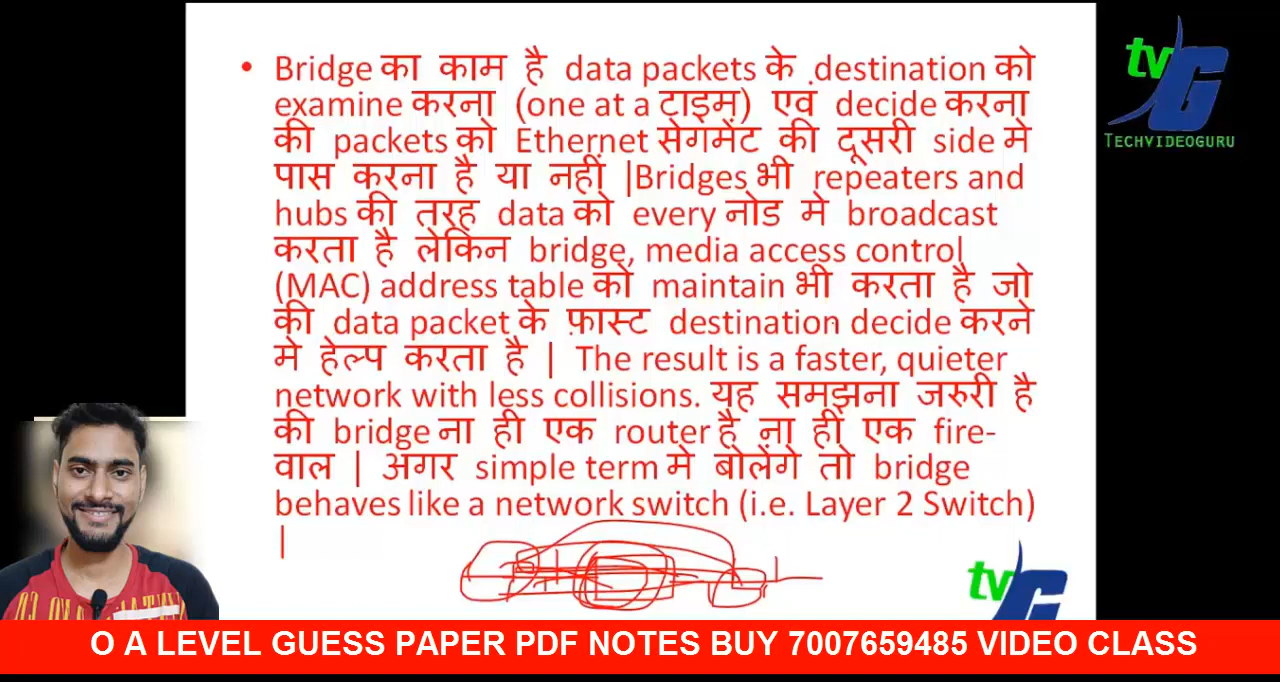 • Bridge का काम है data packets के destination को
examine करना (one at a टाइम) एवं decide करना
की packets को Ethernet सेगमेंट की दूसरी side मे
पास करना है या नहीं |Bridges भी repeaters and
hubs की तरह data को every नोड मे broadcast
करता है लेकिन bridge, media access control
(MAC) address table को maintain भी करता है जो
की data packet के फ़ास्ट destination decide करने
मे हेल्प करता है | The result is a faster, quieter
network with less collisions. यह समझना जरुरी है
की bridge ना ही एक router है ना ही एक fire-
वाल | अगर simple term मे बोलेंगे तो bridge
behaves like a network switch (i.e. Layer 2 Switch)
|
tvG
TECHVIDEOGURU
tvG
O A LEVEL GUESS PAPER PDF NOTES BUY 7007659485 VIDEO CLASS